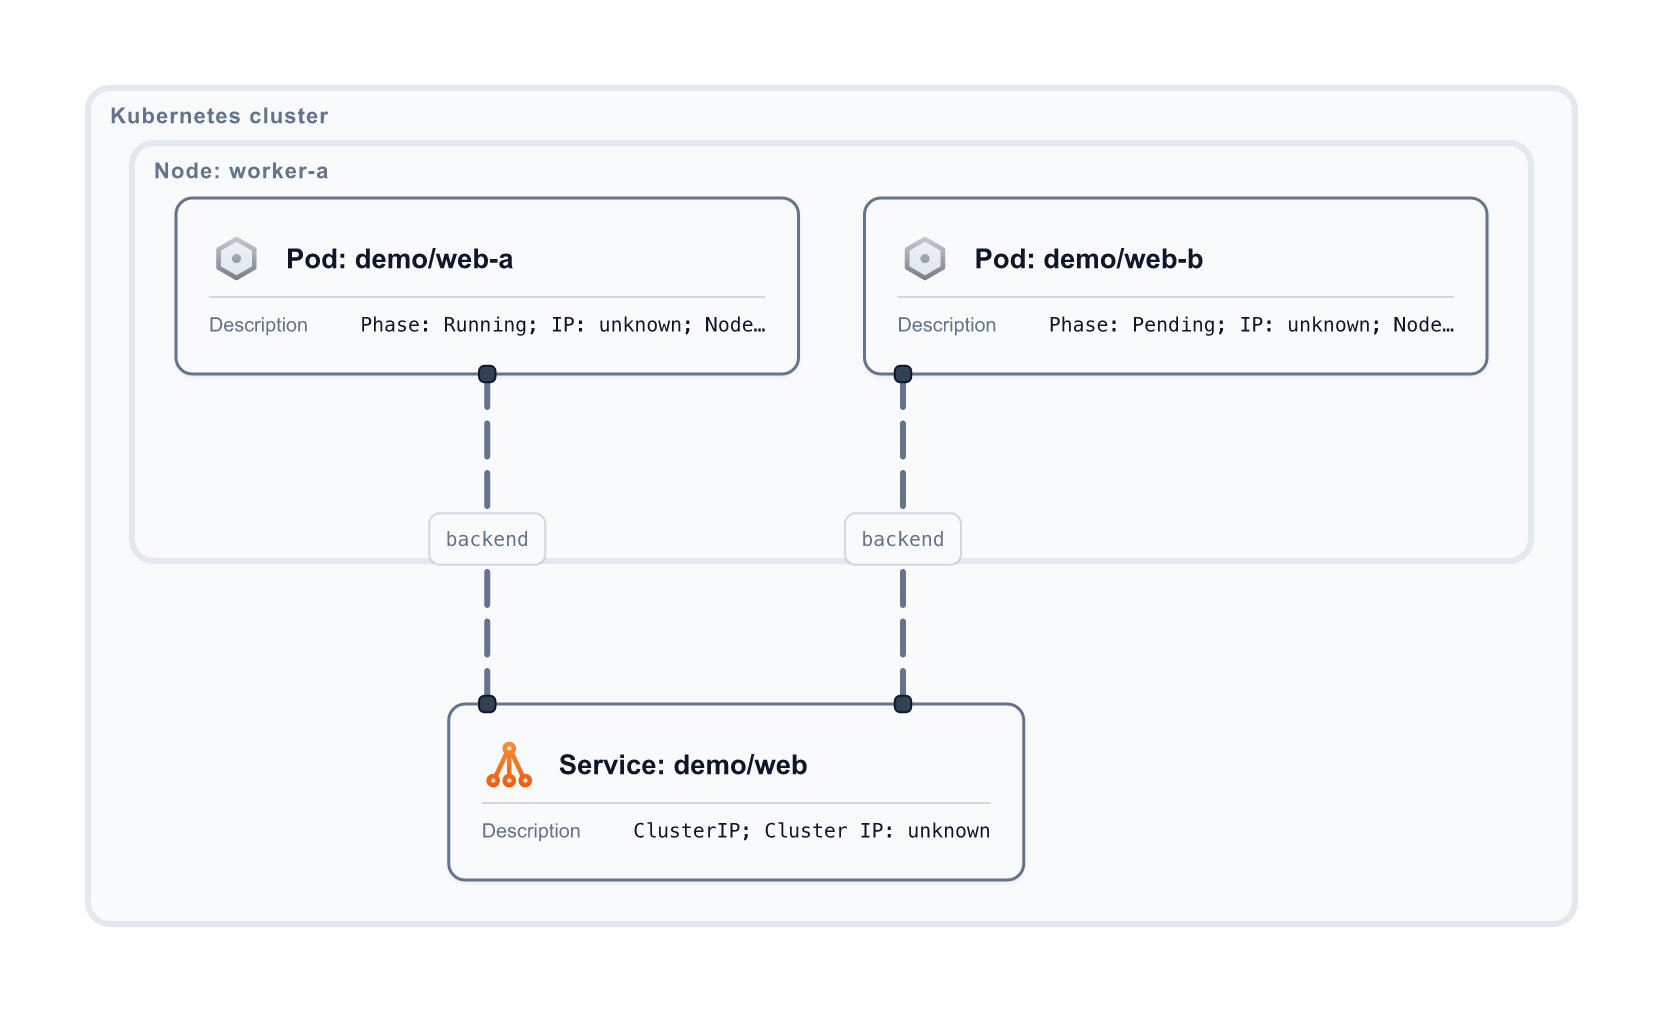 Kubernetes cluster
Node: worker-a
Pod: demo/web-a
Description Phase: Running; IP: unknown; Node…
Pod: demo/web-b
Description Phase: Pending; IP: unknown; Node…
backend
backend
Service: demo/web
Description ClusterIP; Cluster IP: unknown